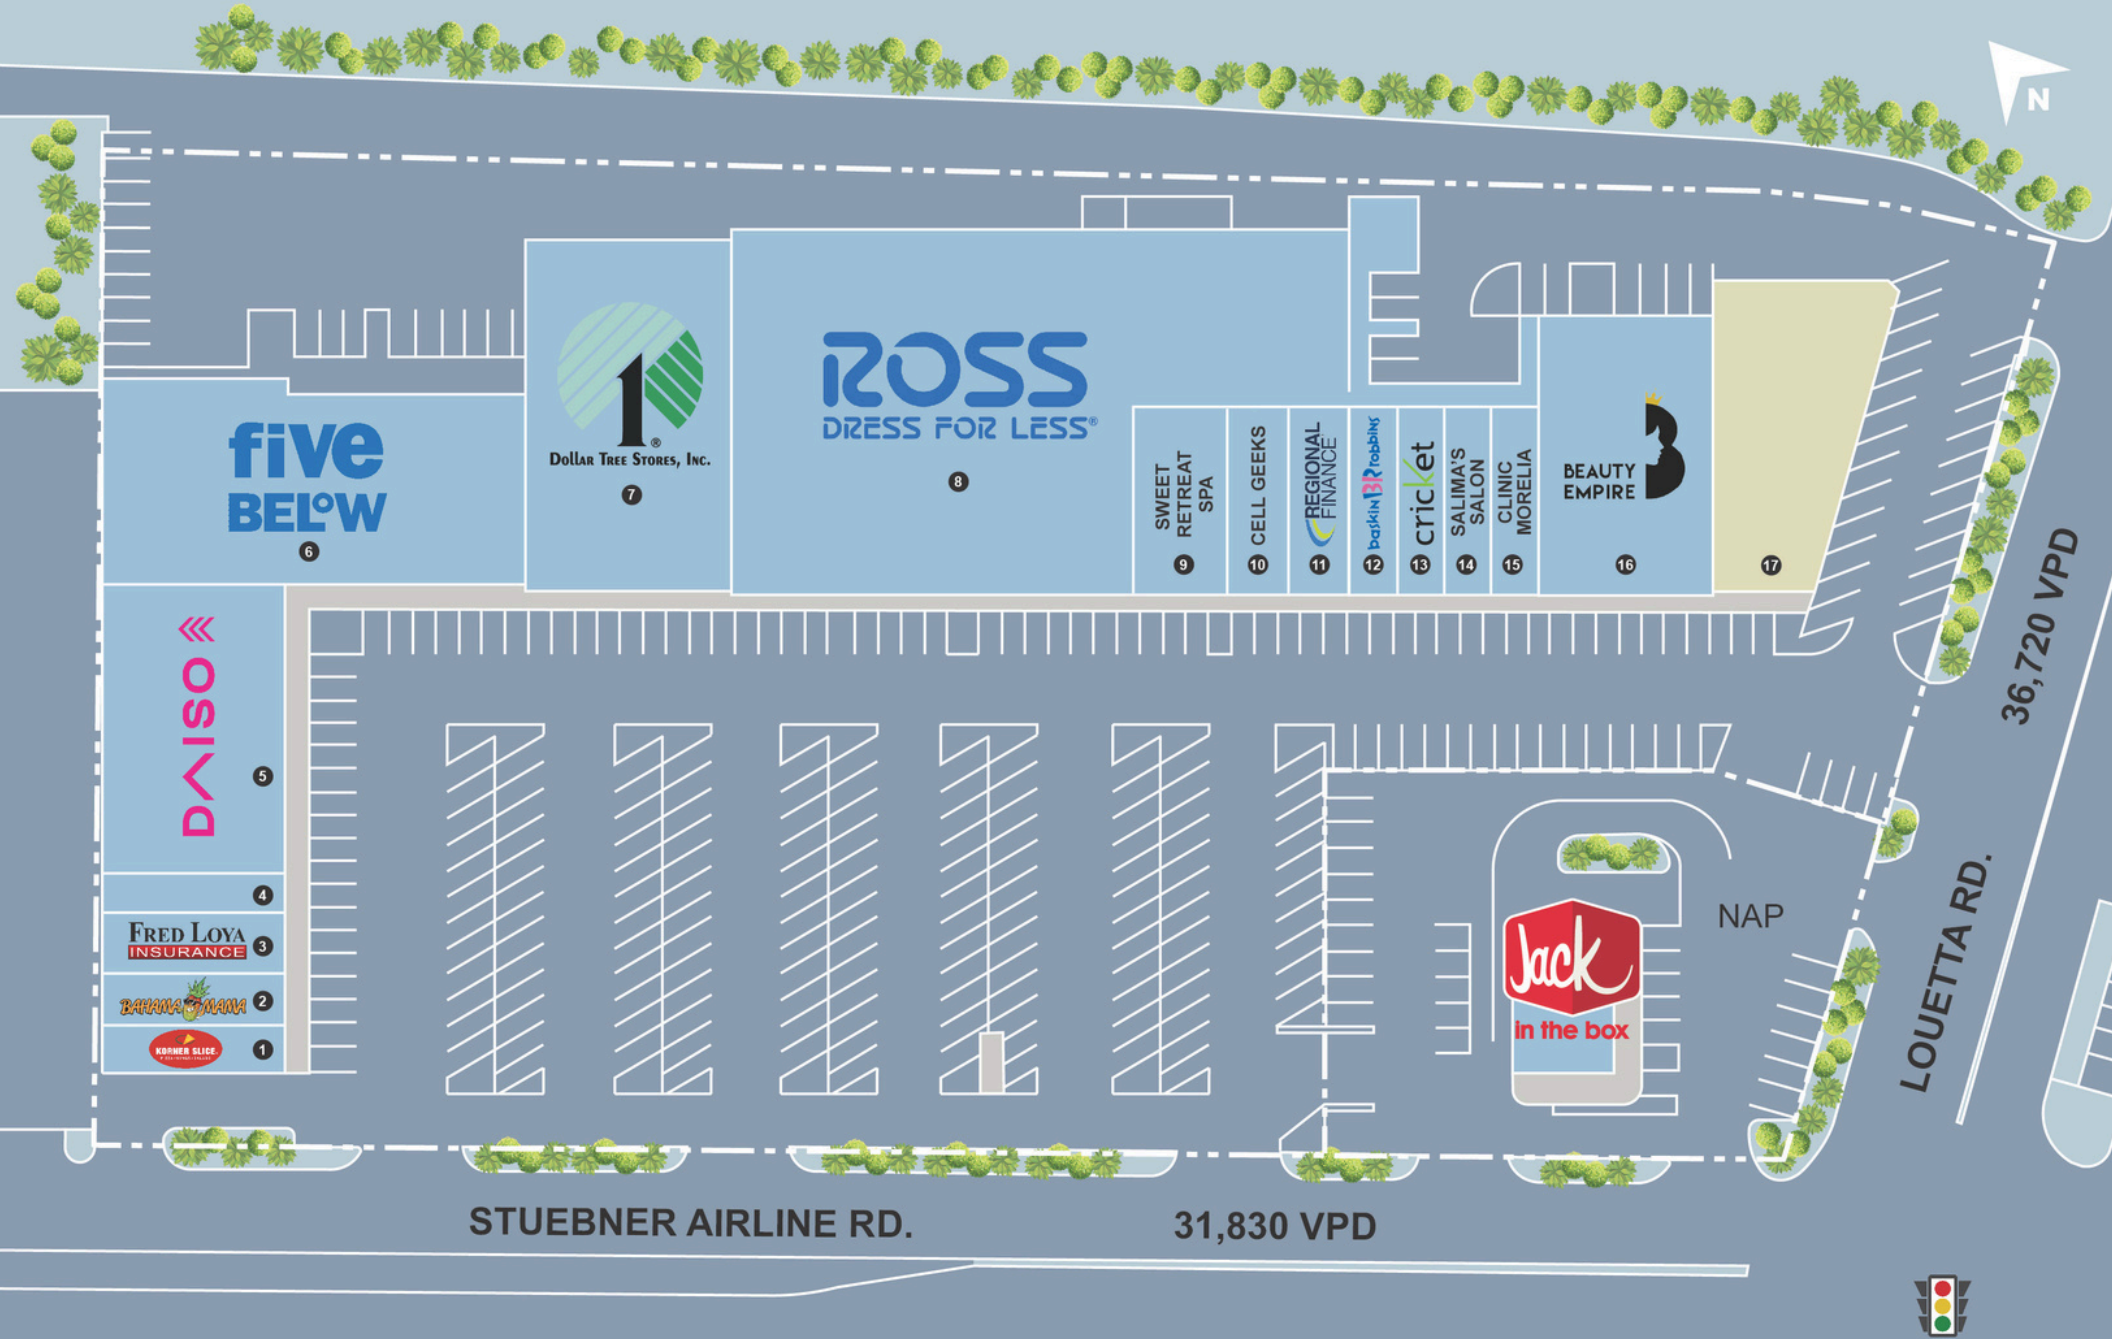 N
five
BELOW
6
1
®
Dollar Tree Stores, Inc.
7
ROSS
DRESS FOR LESS®
8
SWEET
RETREAT
SPA
9
CELL GEEKS
10
REGIONAL
FINANCE
11
baskin BR robbins
12
cricket
13
SALIMA'S
SALON
14
CLINIC
MORELIA
15
BEAUTY
EMPIRE
16
17
DAISO
5
4
FRED LOYA
INSURANCE
3
BAHAMA MAMA
2
KORNER SLICE
1
Jack
in the box
NAP
36,720 VPD
LOUETTA RD.
STUEBNER AIRLINE RD.
31,830 VPD